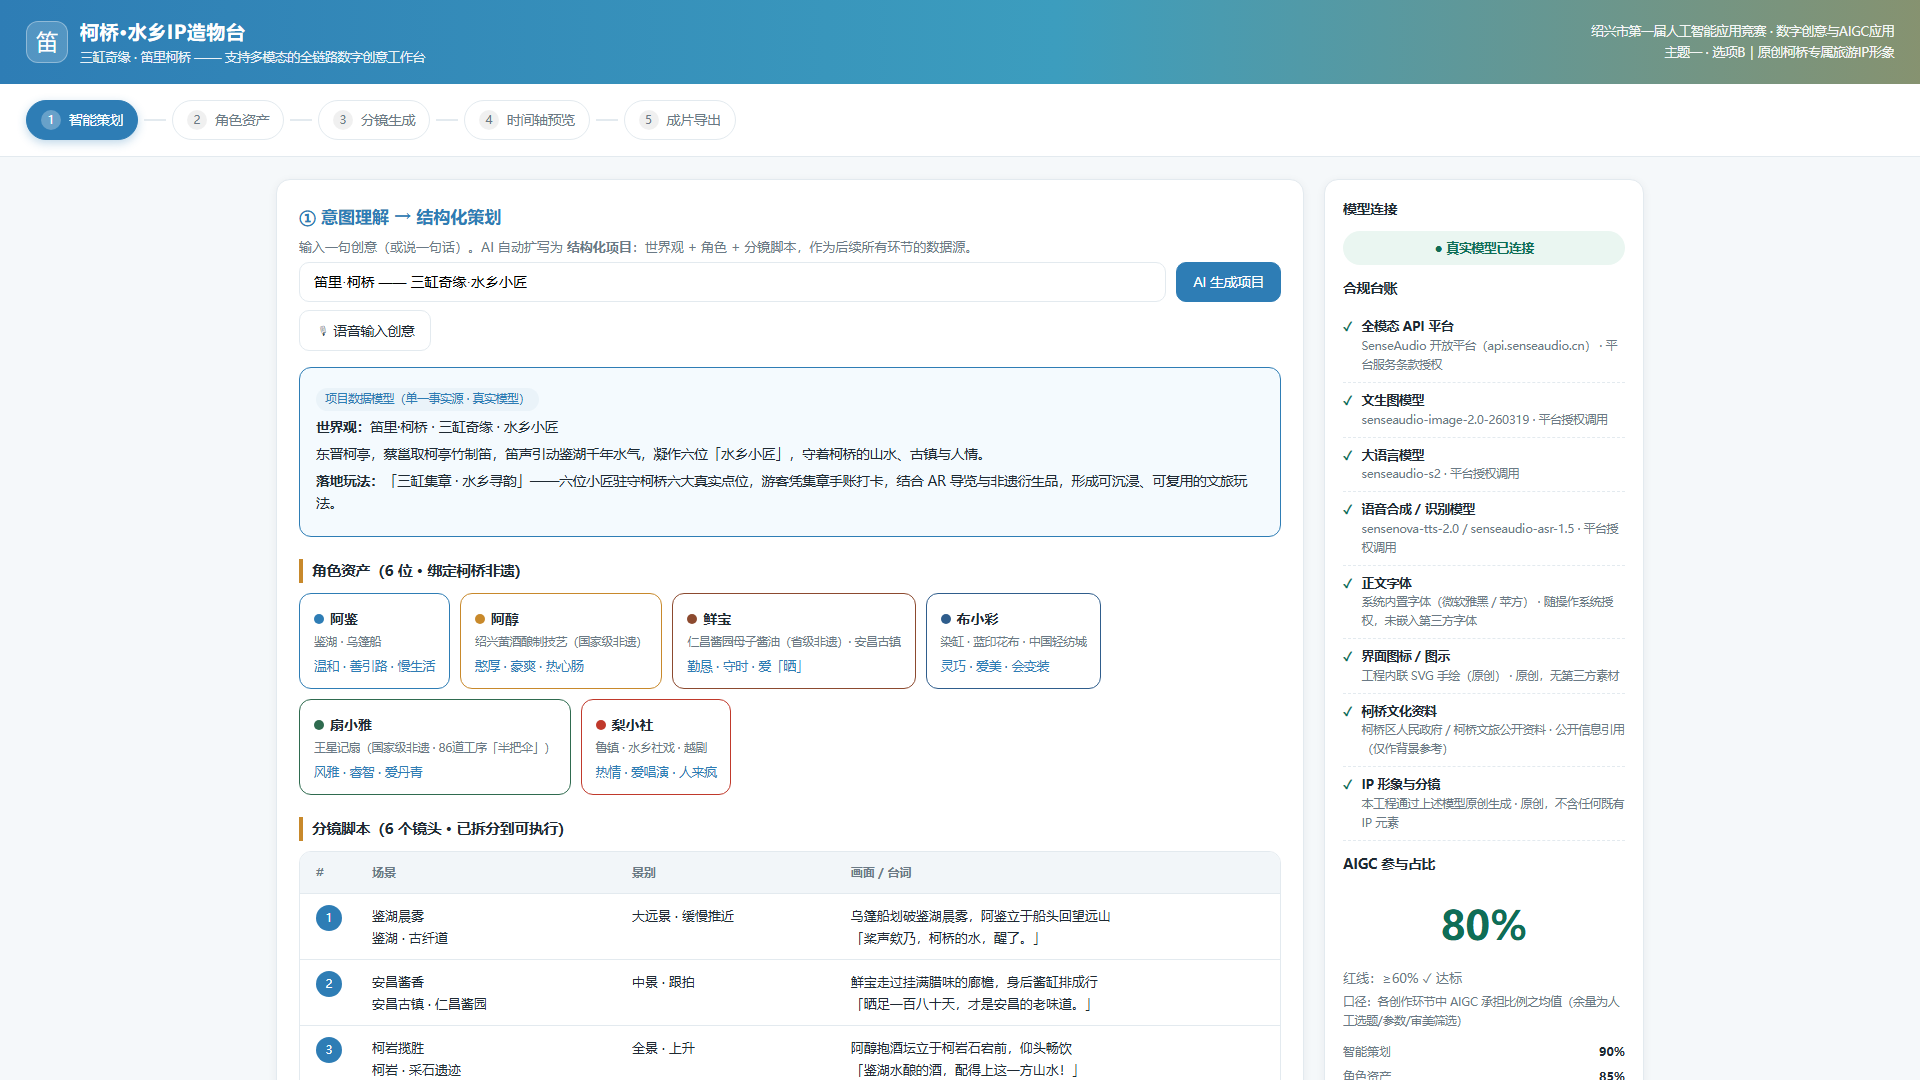 笛
柯桥·水乡IP造物台
三缸奇缘 · 笛里柯桥 —— 支持多模态的全链路数字创意工作台
绍兴市第一届人工智能应用竞赛 · 数字创意与AIGC应用
主题一 · 选项B | 原创柯桥专属旅游IP形象
1 智能策划
2 角色资产
3 分镜生成
4 时间轴预览
5 成片导出
① 意图理解 → 结构化策划
输入一句创意（或说一句话）。AI 自动扩写为 结构化项目：世界观 + 角色 + 分镜脚本，作为后续所有环节的数据源。
笛里·柯桥 —— 三缸奇缘·水乡小匠
AI 生成项目
语音输入创意
项目数据模型（单一事实源 · 真实模型）
世界观：笛里·柯桥 · 三缸奇缘 · 水乡小匠
东晋柯亭，蔡邕取柯亭竹制笛，笛声引动鉴湖千年水气，凝作六位「水乡小匠」，守着柯桥的山水、古镇与人情。
落地玩法：「三缸集章 · 水乡寻韵」——六位小匠驻守柯桥六大真实点位，游客凭集章手账打卡，结合 AR 导览与非遗衍生品，形成可沉浸、可复用的文旅玩
法。
角色资产（6 位 · 绑定柯桥非遗）
阿鉴
鉴湖 · 乌篷船
温和 · 善引路 · 慢生活
阿醇
绍兴黄酒酿制技艺（国家级非遗）
憨厚 · 豪爽 · 热心肠
鲜宝
仁昌酱园母子酱油（省级非遗）· 安昌古镇
勤恳 · 守时 · 爱「晒」
布小彩
染缸 · 蓝印花布 · 中国轻纺城
灵巧 · 爱美 · 会变装
扇小雅
王星记扇（国家级非遗 · 86道工序「半把伞」）
风雅 · 睿智 · 爱丹青
梨小社
鲁镇 · 水乡社戏 · 越剧
热情 · 爱唱演 · 人来疯
分镜脚本（6 个镜头 · 已拆分到可执行）
# 场景 景别 画面 / 台词
1 鉴湖晨雾 大远景 · 缓慢推近 乌篷船划破鉴湖晨雾，阿鉴立于船头回望远山
鉴湖 · 古纤道 「桨声欸乃，柯桥的水，醒了。」
2 安昌酱香 中景 · 跟拍 鲜宝走过挂满腊味的廊檐，身后酱缸排成行
安昌古镇 · 仁昌酱园 「晒足一百八十天，才是安昌的老味道。」
3 柯岩揽胜 全景 · 上升 阿醇抱酒坛立于柯岩石宕前，仰头畅饮
柯岩 · 采石遗迹 「鉴湖水酿的酒，配得上这一方山水！」
模型连接
● 真实模型已连接
合规台账
✓ 全模态 API 平台
SenseAudio 开放平台（api.senseaudio.cn） · 平
台服务条款授权
✓ 文生图模型
senseaudio-image-2.0-260319 · 平台授权调用
✓ 大语言模型
senseaudio-s2 · 平台授权调用
✓ 语音合成 / 识别模型
sensenova-tts-2.0 / senseaudio-asr-1.5 · 平台授
权调用
✓ 正文字体
系统内置字体（微软雅黑 / 苹方） · 随操作系统授
权，未嵌入第三方字体
✓ 界面图标 / 图示
工程内联 SVG 手绘（原创） · 原创，无第三方素材
✓ 柯桥文化资料
柯桥区人民政府 / 柯桥文旅公开资料 · 公开信息引用
（仅作背景参考）
✓ IP 形象与分镜
本工程通过上述模型原创生成 · 原创，不含任何既有
IP 元素
AIGC 参与占比
80%
红线：≥60% ✓ 达标
口径：各创作环节中 AIGC 承担比例之均值（余量为人
工选题/参数/审美筛选）
智能策划 90%
角色资产 85%